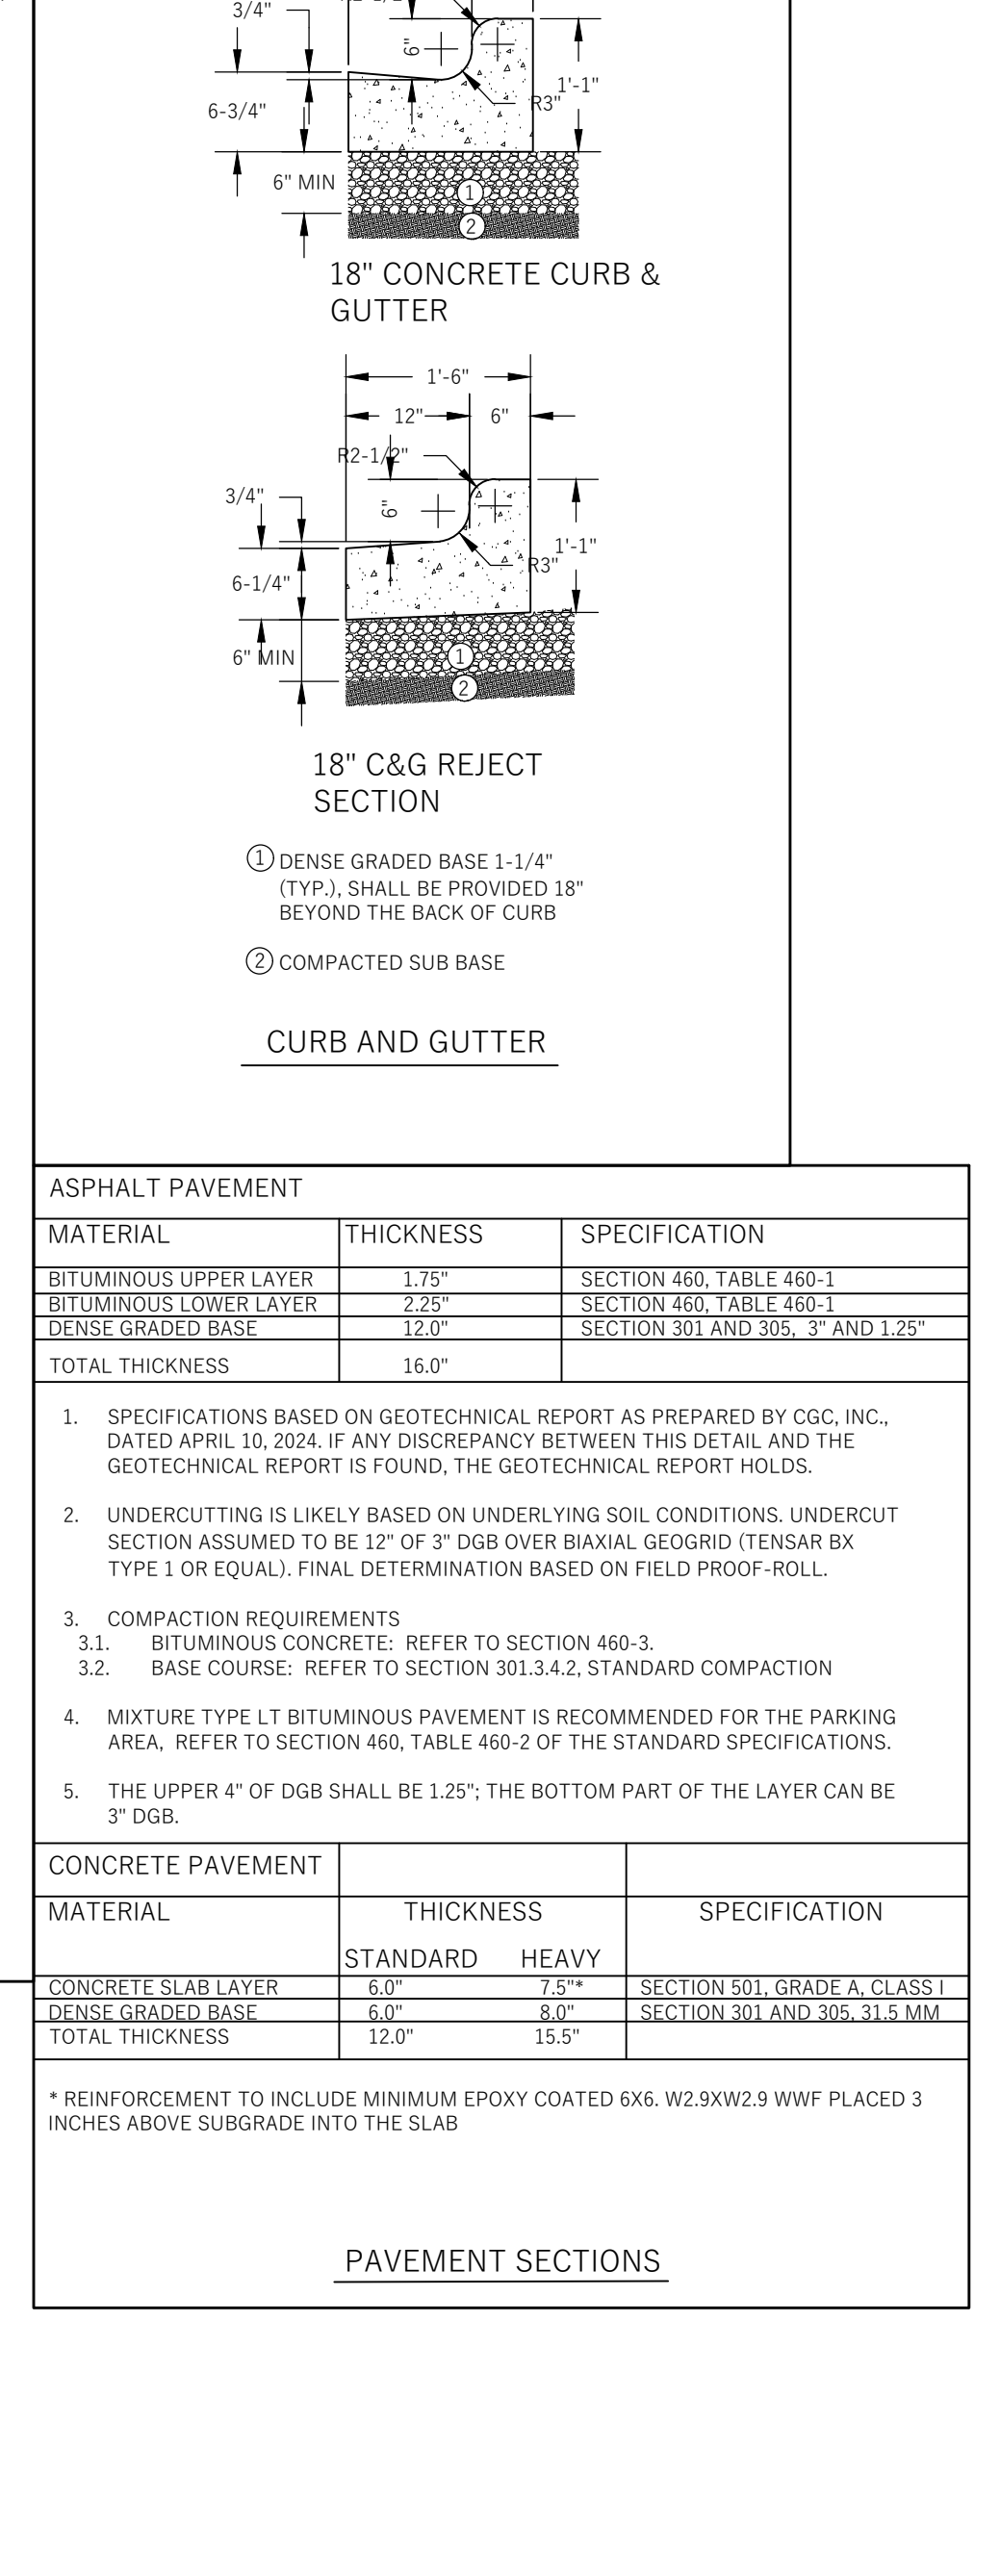 3/4"
6"
1'-1"
R3"
6-3/4"
6" MIN
1
2
18" CONCRETE CURB &
GUTTER
1'-6"
12" 6"
R2-1/2"
3/4"
6"
1'-1"
R3"
6-1/4"
6" MIN
1
2
18" C&G REJECT
SECTION
1 DENSE GRADED BASE 1-1/4"
(TYP.), SHALL BE PROVIDED 18"
BEYOND THE BACK OF CURB
2 COMPACTED SUB BASE
CURB AND GUTTER
ASPHALT PAVEMENT
MATERIAL THICKNESS SPECIFICATION
BITUMINOUS UPPER LAYER 1.75" SECTION 460, TABLE 460-1
BITUMINOUS LOWER LAYER 2.25" SECTION 460, TABLE 460-1
DENSE GRADED BASE 12.0" SECTION 301 AND 305, 3" AND 1.25"
TOTAL THICKNESS 16.0"
1. SPECIFICATIONS BASED ON GEOTECHNICAL REPORT AS PREPARED BY CGC, INC.,
DATED APRIL 10, 2024. IF ANY DISCREPANCY BETWEEN THIS DETAIL AND THE
GEOTECHNICAL REPORT IS FOUND, THE GEOTECHNICAL REPORT HOLDS.
2. UNDERCUTTING IS LIKELY BASED ON UNDERLYING SOIL CONDITIONS. UNDERCUT
SECTION ASSUMED TO BE 12" OF 3" DGB OVER BIAXIAL GEOGRID (TENSAR BX
TYPE 1 OR EQUAL). FINAL DETERMINATION BASED ON FIELD PROOF-ROLL.
3. COMPACTION REQUIREMENTS
3.1. BITUMINOUS CONCRETE: REFER TO SECTION 460-3.
3.2. BASE COURSE: REFER TO SECTION 301.3.4.2, STANDARD COMPACTION
4. MIXTURE TYPE LT BITUMINOUS PAVEMENT IS RECOMMENDED FOR THE PARKING
AREA, REFER TO SECTION 460, TABLE 460-2 OF THE STANDARD SPECIFICATIONS.
5. THE UPPER 4" OF DGB SHALL BE 1.25"; THE BOTTOM PART OF THE LAYER CAN BE
3" DGB.
CONCRETE PAVEMENT
MATERIAL THICKNESS SPECIFICATION
STANDARD HEAVY
CONCRETE SLAB LAYER 6.0" 7.5"* SECTION 501, GRADE A, CLASS I
DENSE GRADED BASE 6.0" 8.0" SECTION 301 AND 305, 31.5 MM
TOTAL THICKNESS 12.0" 15.5"
* REINFORCEMENT TO INCLUDE MINIMUM EPOXY COATED 6X6. W2.9XW2.9 WWF PLACED 3
INCHES ABOVE SUBGRADE INTO THE SLAB
PAVEMENT SECTIONS